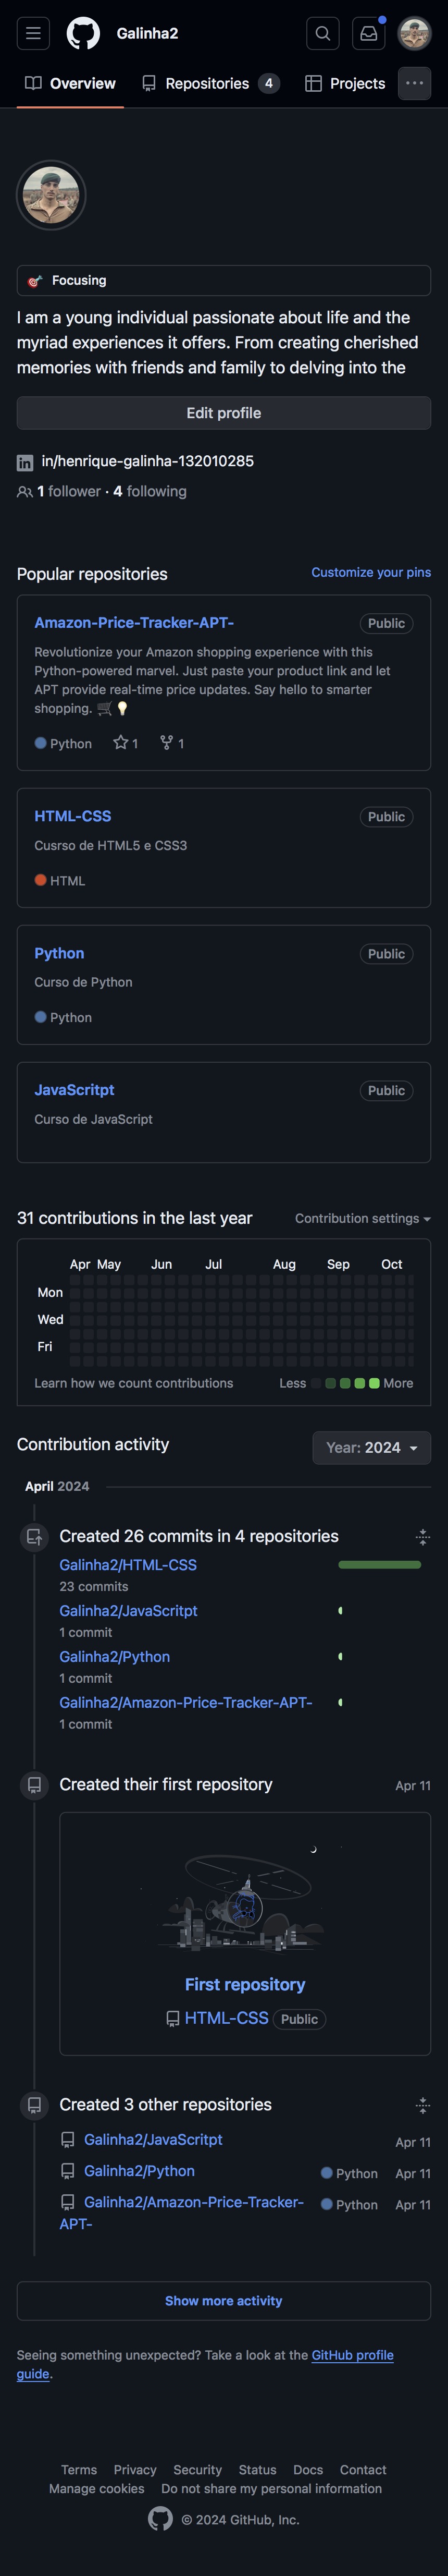 Galinha2
Overview
Repositories 4
Projects
Focusing
I am a young individual passionate about life and the
myriad experiences it offers. From creating cherished
memories with friends and family to delving into the
Edit profile
in/henrique-galinha-132010285
1 follower · 4 following
Popular repositories
Customize your pins
Amazon-Price-Tracker-APT-
Public
Revolutionize your Amazon shopping experience with this
Python-powered marvel. Just paste your product link and let
APT provide real-time price updates. Say hello to smarter
shopping. 🛒 💡
Python 1 1
HTML-CSS
Public
Cusrso de HTML5 e CSS3
HTML
Python
Public
Curso de Python
Python
JavaScritpt
Public
Curso de JavaScript
31 contributions in the last year
Contribution settings
Apr May Jun Jul Aug Sep Oct
Mon
Wed
Fri
Learn how we count contributions
Less More
Contribution activity
Year: 2024
April 2024
Created 26 commits in 4 repositories
Galinha2/HTML-CSS
23 commits
Galinha2/JavaScritpt
1 commit
Galinha2/Python
1 commit
Galinha2/Amazon-Price-Tracker-APT-
1 commit
Created their first repository
Apr 11
First repository
HTML-CSS Public
Created 3 other repositories
Galinha2/JavaScritpt Apr 11
Galinha2/Python Python Apr 11
Galinha2/Amazon-Price-Tracker- Python Apr 11
APT-
Show more activity
Seeing something unexpected? Take a look at the GitHub profile
guide.
Terms Privacy Security Status Docs Contact
Manage cookies Do not share my personal information
© 2024 GitHub, Inc.